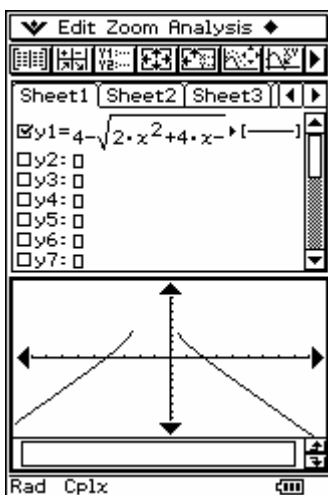 Edit Zoom Analysis ♦
Sheet1 Sheet2 Sheet3
y1=4-√2·x²+4·x-
y2:▯
y3:▯
y4:▯
y5:▯
y6:▯
y7:▯
Rad Cplx